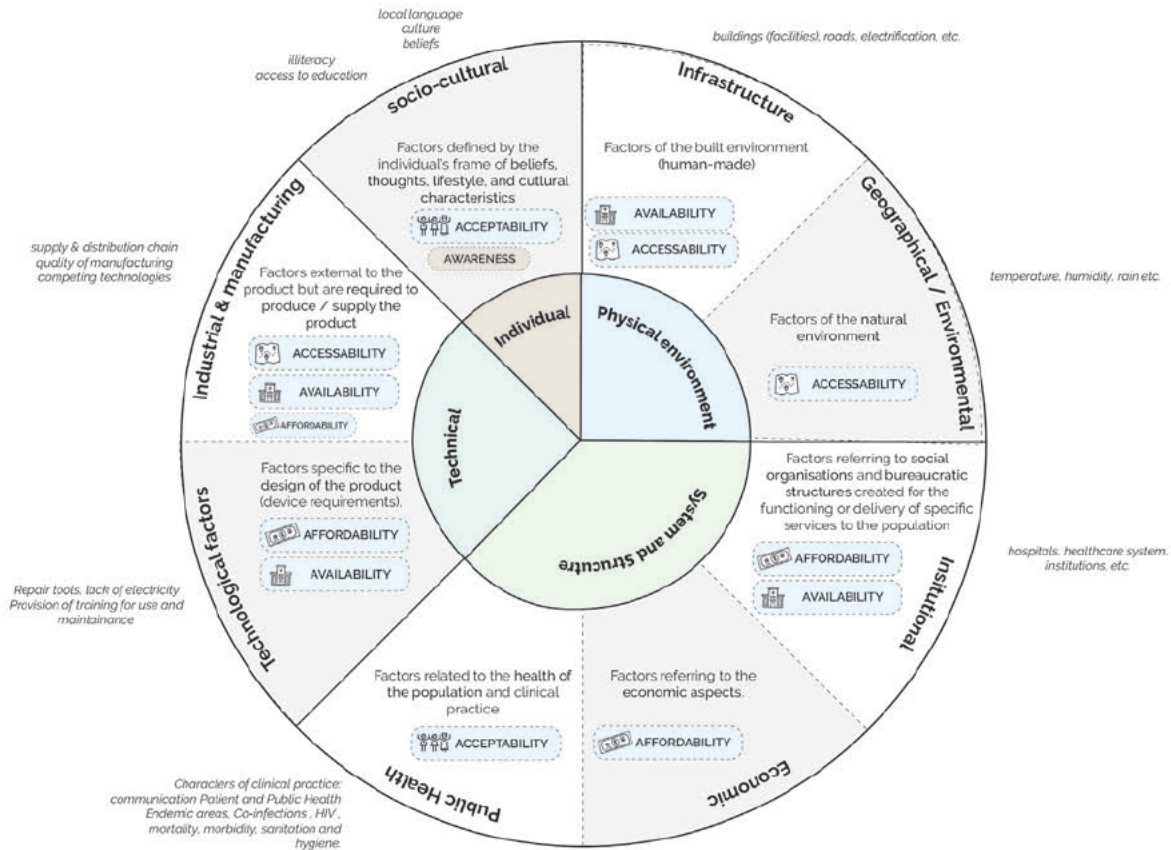 local language
culture
beliefs
illiteracy
access to education
socio-cultural
Factors defined by the
individual's frame of beliefs,
thoughts, lifestyle, and cultural
characteristics
ACCEPTABILITY
AWARENESS
buildings (facilities), roads, electrification, etc.
Infrastructure
Factors of the built environment
(human-made)
AVAILABILITY
ACCESSABILITY
Geographical / Environmental
temperature, humidity, rain etc.
Factors of the natural
environment
ACCESSABILITY
Industrial & manufacturing
supply & distribution chain
quality of manufacturing
competing technologies
Factors external to the
product but are required to
produce / supply the
product
ACCESSABILITY
AVAILABILITY
AFFORDABILITY
Individual
Physical environment
Technical
System and Strucutre
Technological factors
Factors specific to the
design of the product
(device requirements).
AFFORDABILITY
AVAILABILITY
Repair tools, lack of electricity
Provision of training for use and
maintainance
Factors referring to social
organisations and bureaucratic
structures created for the
functioning or delivery of specific
services to the population
AFFORDABILITY
AVAILABILITY
Insitutional
hospitals, healthcare system,
institutions, etc.
Factors related to the health of
the population and clinical
practice
ACCEPTABILITY
Public Health
Characters of clinical practice:
communication Patient and Public Health
Endemic areas, Co-infections , HIV ,
mortality, morbidity, sanitation and
hygiene.
Factors referring to the
economic aspects.
AFFORDABILITY
Economic